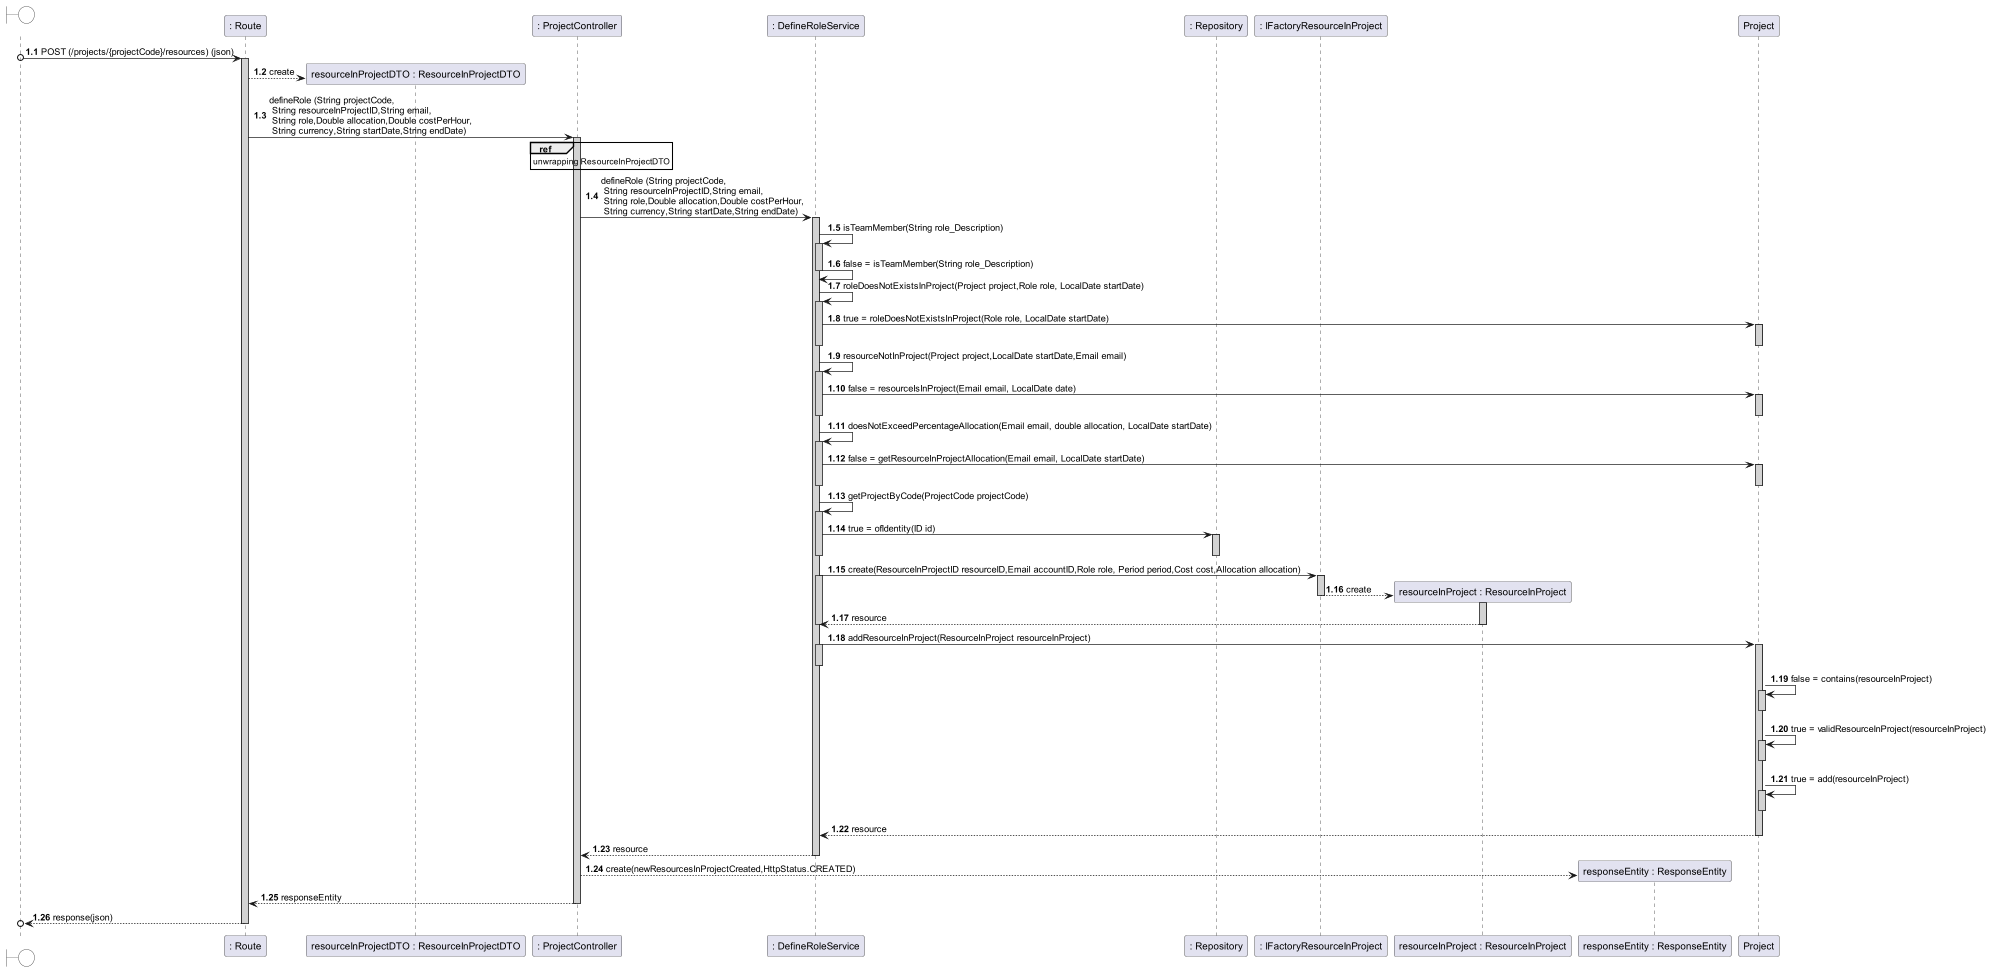 : Route
: ProjectController
: DefineRoleService
: Repository
: IFactoryResourceInProject
Project
1.1 POST (/projects/{projectCode}/resources) (json)
1.2 create
resourceInProjectDTO : ResourceInProjectDTO
1.3 defineRole (String projectCode,
String resourceInProjectID,String email,
String role,Double allocation,Double costPerHour,
String currency,String startDate,String endDate)
ref
unwrapping ResourceInProjectDTO
1.4 defineRole (String projectCode,
String resourceInProjectID,String email,
String role,Double allocation,Double costPerHour,
String currency,String startDate,String endDate)
1.5 isTeamMember(String role_Description)
1.6 false = isTeamMember(String role_Description)
1.7 roleDoesNotExistsInProject(Project project,Role role, LocalDate startDate)
1.8 true = roleDoesNotExistsInProject(Role role, LocalDate startDate)
1.9 resourceNotInProject(Project project,LocalDate startDate,Email email)
1.10 false = resourceIsInProject(Email email, LocalDate date)
1.11 doesNotExceedPercentageAllocation(Email email, double allocation, LocalDate startDate)
1.12 false = getResourceInProjectAllocation(Email email, LocalDate startDate)
1.13 getProjectByCode(ProjectCode projectCode)
1.14 true = ofIdentity(ID id)
1.15 create(ResourceInProjectID resourceID,Email accountID,Role role, Period period,Cost cost,Allocation allocation)
1.16 create
resourceInProject : ResourceInProject
1.17 resource
1.18 addResourceInProject(ResourceInProject resourceInProject)
1.19 false = contains(resourceInProject)
1.20 true = validResourceInProject(resourceInProject)
1.21 true = add(resourceInProject)
1.22 resource
1.23 resource
1.24 create(newResourcesInProjectCreated,HttpStatus.CREATED)
responseEntity : ResponseEntity
1.25 responseEntity
1.26 response(json)
: Route
resourceInProjectDTO : ResourceInProjectDTO
: ProjectController
: DefineRoleService
: Repository
: IFactoryResourceInProject
resourceInProject : ResourceInProject
responseEntity : ResponseEntity
Project